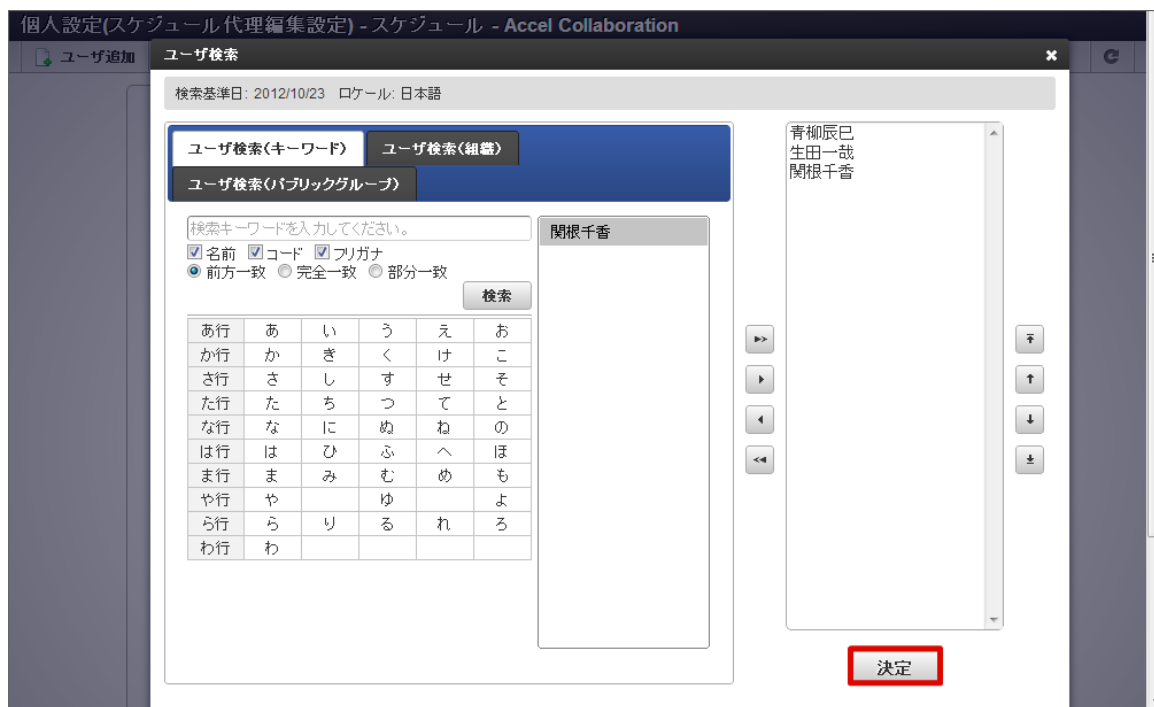 個人設定(スケジュール代理編集設定) - スケジュール - Accel Collaboration
ユーザ追加
ユーザ検索
検索基準日: 2012/10/23 ロケール: 日本語
ユーザ検索(キーワード) ユーザ検索(組織)
ユーザ検索(パブリックグループ)
検索キーワードを入力してください。
名前 コード フリガナ
前方一致 完全一致 部分一致
検索
あ行 あ い う え お
か行 か き く け こ
さ行 さ し す せ そ
た行 た ち つ て と
な行 な に ぬ ね の
は行 は ひ ふ へ ほ
ま行 ま み む め も
や行 や ゆ よ
ら行 ら り る れ ろ
わ行 わ
関根千香
青柳辰巳
生田一哉
関根千香
決定